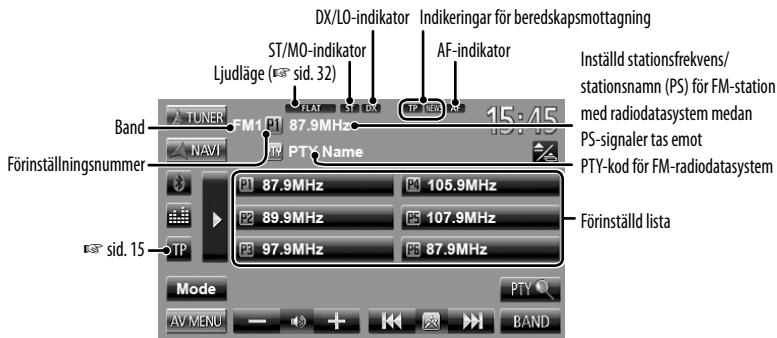 DX/LO-indikator
Indikeringar för beredskapsmottagning
ST/MO-indikator
AF-indikator
Ljudläge (☞ sid. 32)
Inställd stationsfrekvens/
stationsnamn (PS) för FM-station
med radiodatasystem medan
PS-signaler tas emot
PTY-kod för FM-radiodatasystem
Band
Förinställningsnummer
☞ sid. 15
Förinställd lista
FLAT ST DX TP NEWS AF
TUNER
FM1 P1 87.9MHz
15:45
NAVI
PTY PTY Name
P1 87.9MHz
P4 105.9MHz
P2 89.9MHz
P5 107.9MHz
TP
P3 97.9MHz
P6 87.9MHz
Mode
PTY
AV MENU
BAND